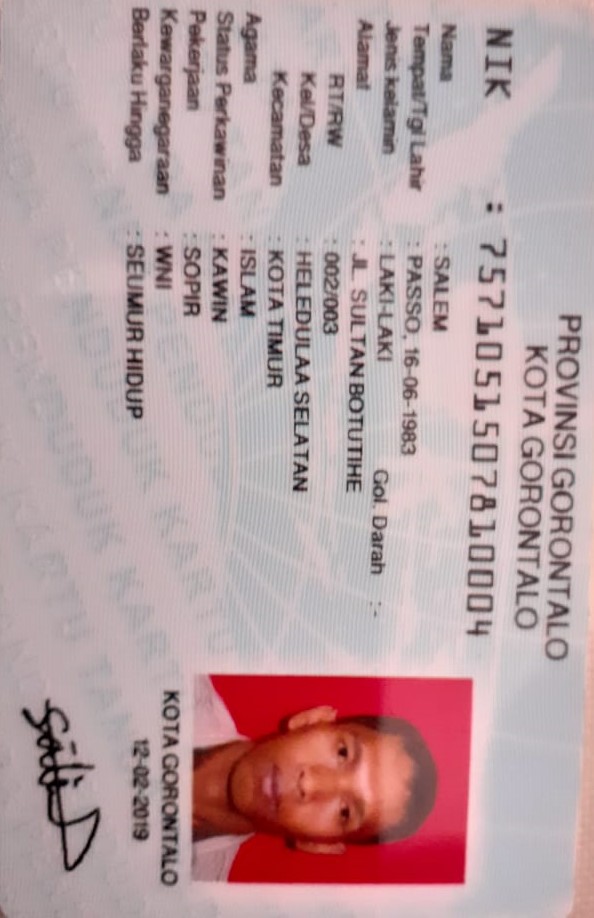 PROVINSI GORONTALO
KOTA GORONTALO
NIK : 7571051507810004
Nama : SALEM
Tempat/Tgl Lahir : PASSO, 16-06-1983
Jenis kelamin : LAKI-LAKI Gol. Darah :-
Alamat : JL. SULTAN BOTUTIHE
RT/RW : 002/003
Kel/Desa : HELEDULAA SELATAN
Kecamatan : KOTA TIMUR
Agama : ISLAM
Status Perkawinan : KAWIN
Pekerjaan : SOPIR
Kewarganegaraan : WNI
Berlaku Hingga : SEUMUR HIDUP
KOTA GORONTALO
12-02-2019